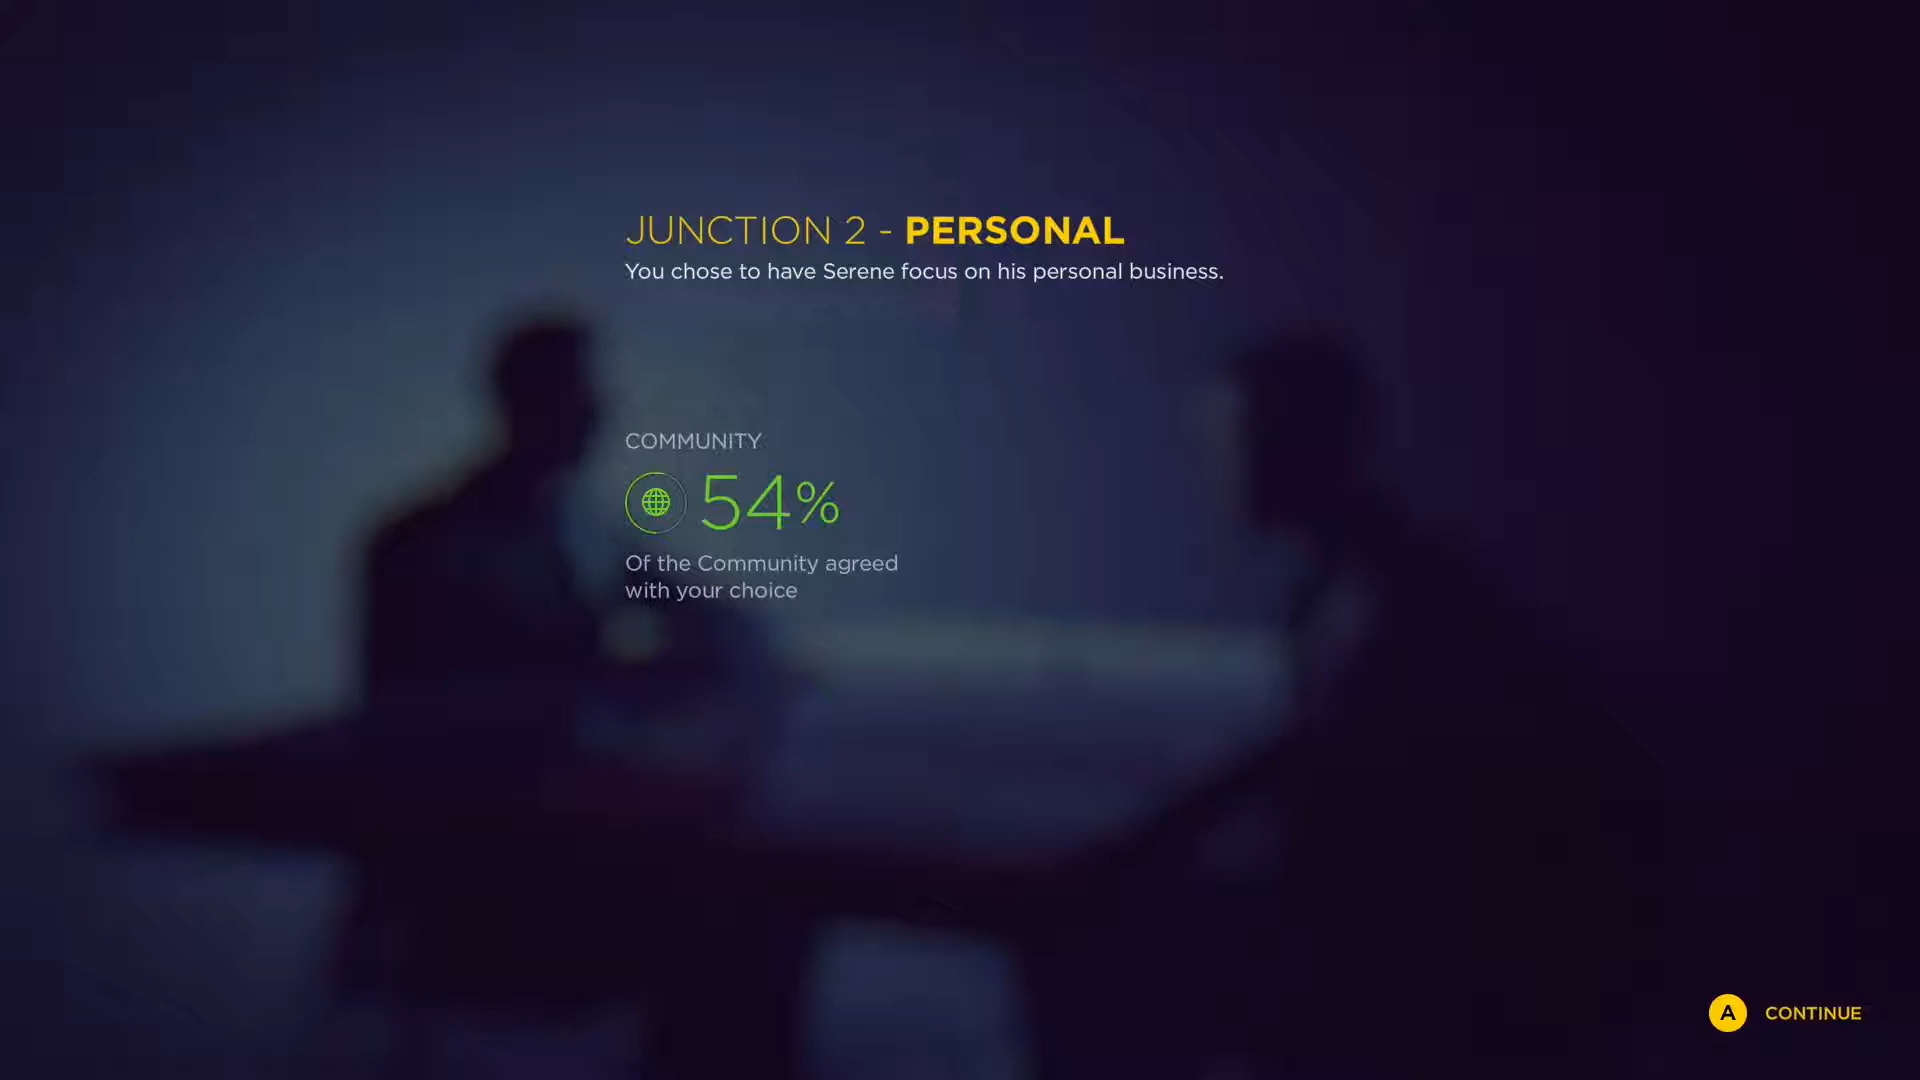 JUNCTION 2 - PERSONAL
You chose to have Serene focus on his personal business.
COMMUNITY
54%
Of the Community agreed
with your choice
A CONTINUE